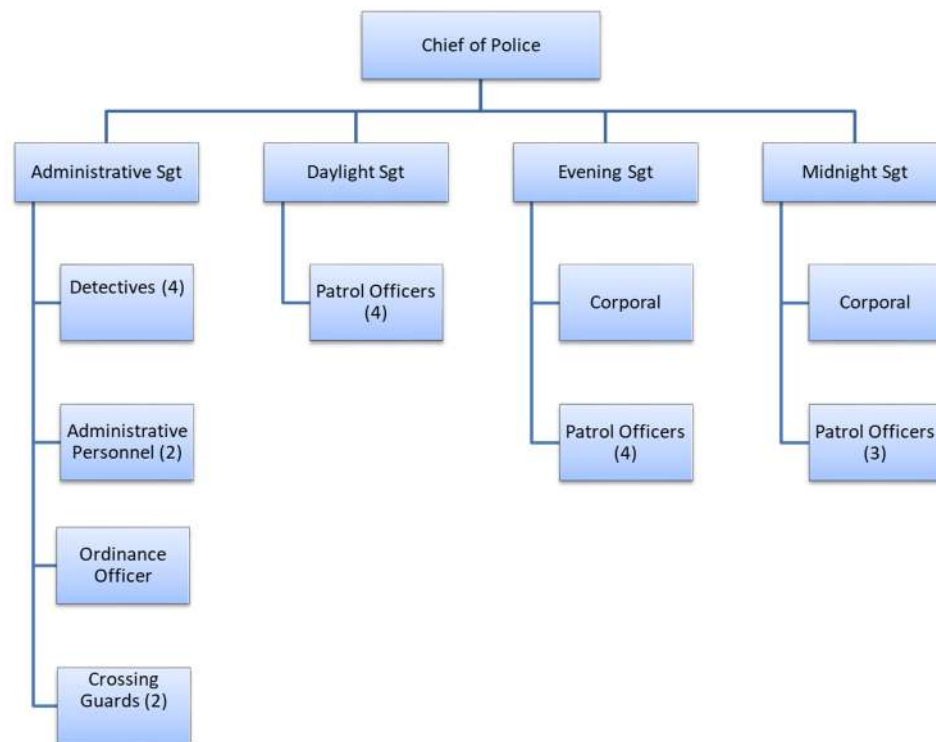 Chief of Police
Administrative Sgt
Daylight Sgt
Evening Sgt
Midnight Sgt
Detectives (4)
Patrol Officers
(4)
Corporal
Corporal
Administrative
Personnel (2)
Patrol Officers
(4)
Patrol Officers
(3)
Ordinance
Officer
Crossing
Guards (2)